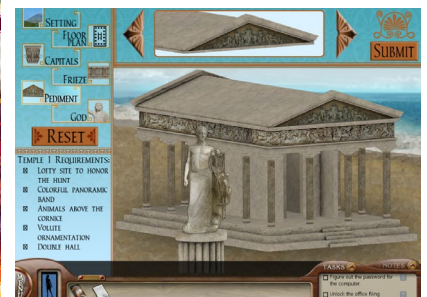 SETTING
FLOOR
PLAN
CAPITALS
FRIEZE
PEDIMENT
GOD
RESET
SUBMIT
TEMPLE I REQUIREMENTS:
LOFTY SITE TO HONOR
THE HUNT
COLORFUL PANORAMIC
BAND
ANIMALS ABOVE THE
CORNICE
VOLUTE
ORNAMENTATION
DOUBLE HALL
TASKS
NOTES
Figure out the password for
the computer.
Unlock the office filing